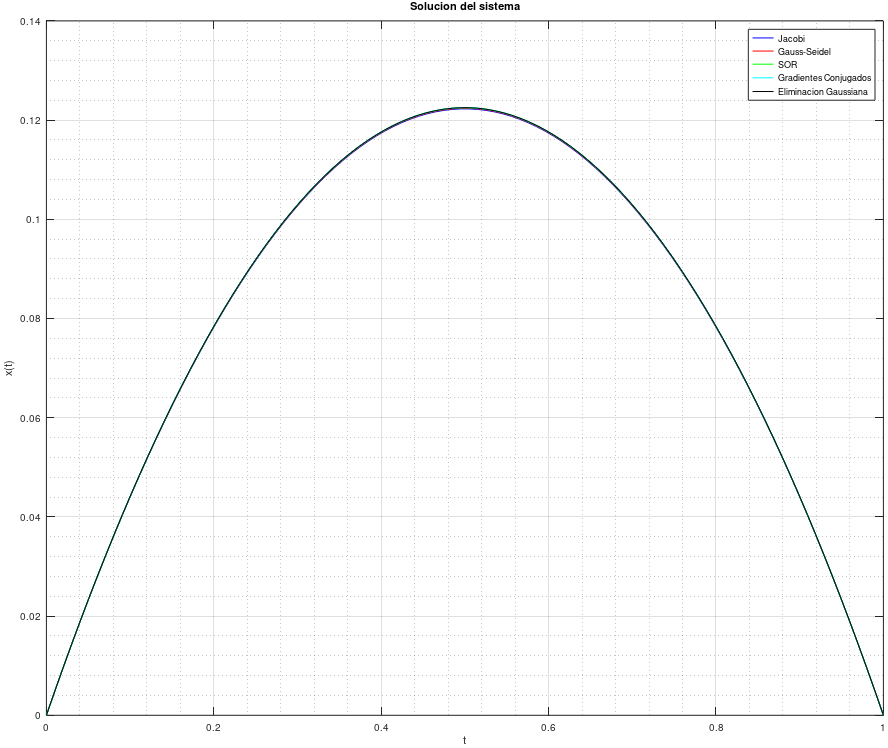 Solucion del sistema
0.14
0.12
0.1
0.08
0.06
0.04
0.02
0
x(t)
Jacobi
Gauss-Seidel
SOR
Gradientes Conjugados
Eliminacion Gaussiana
0 0.2 0.4 0.6 0.8 1
t